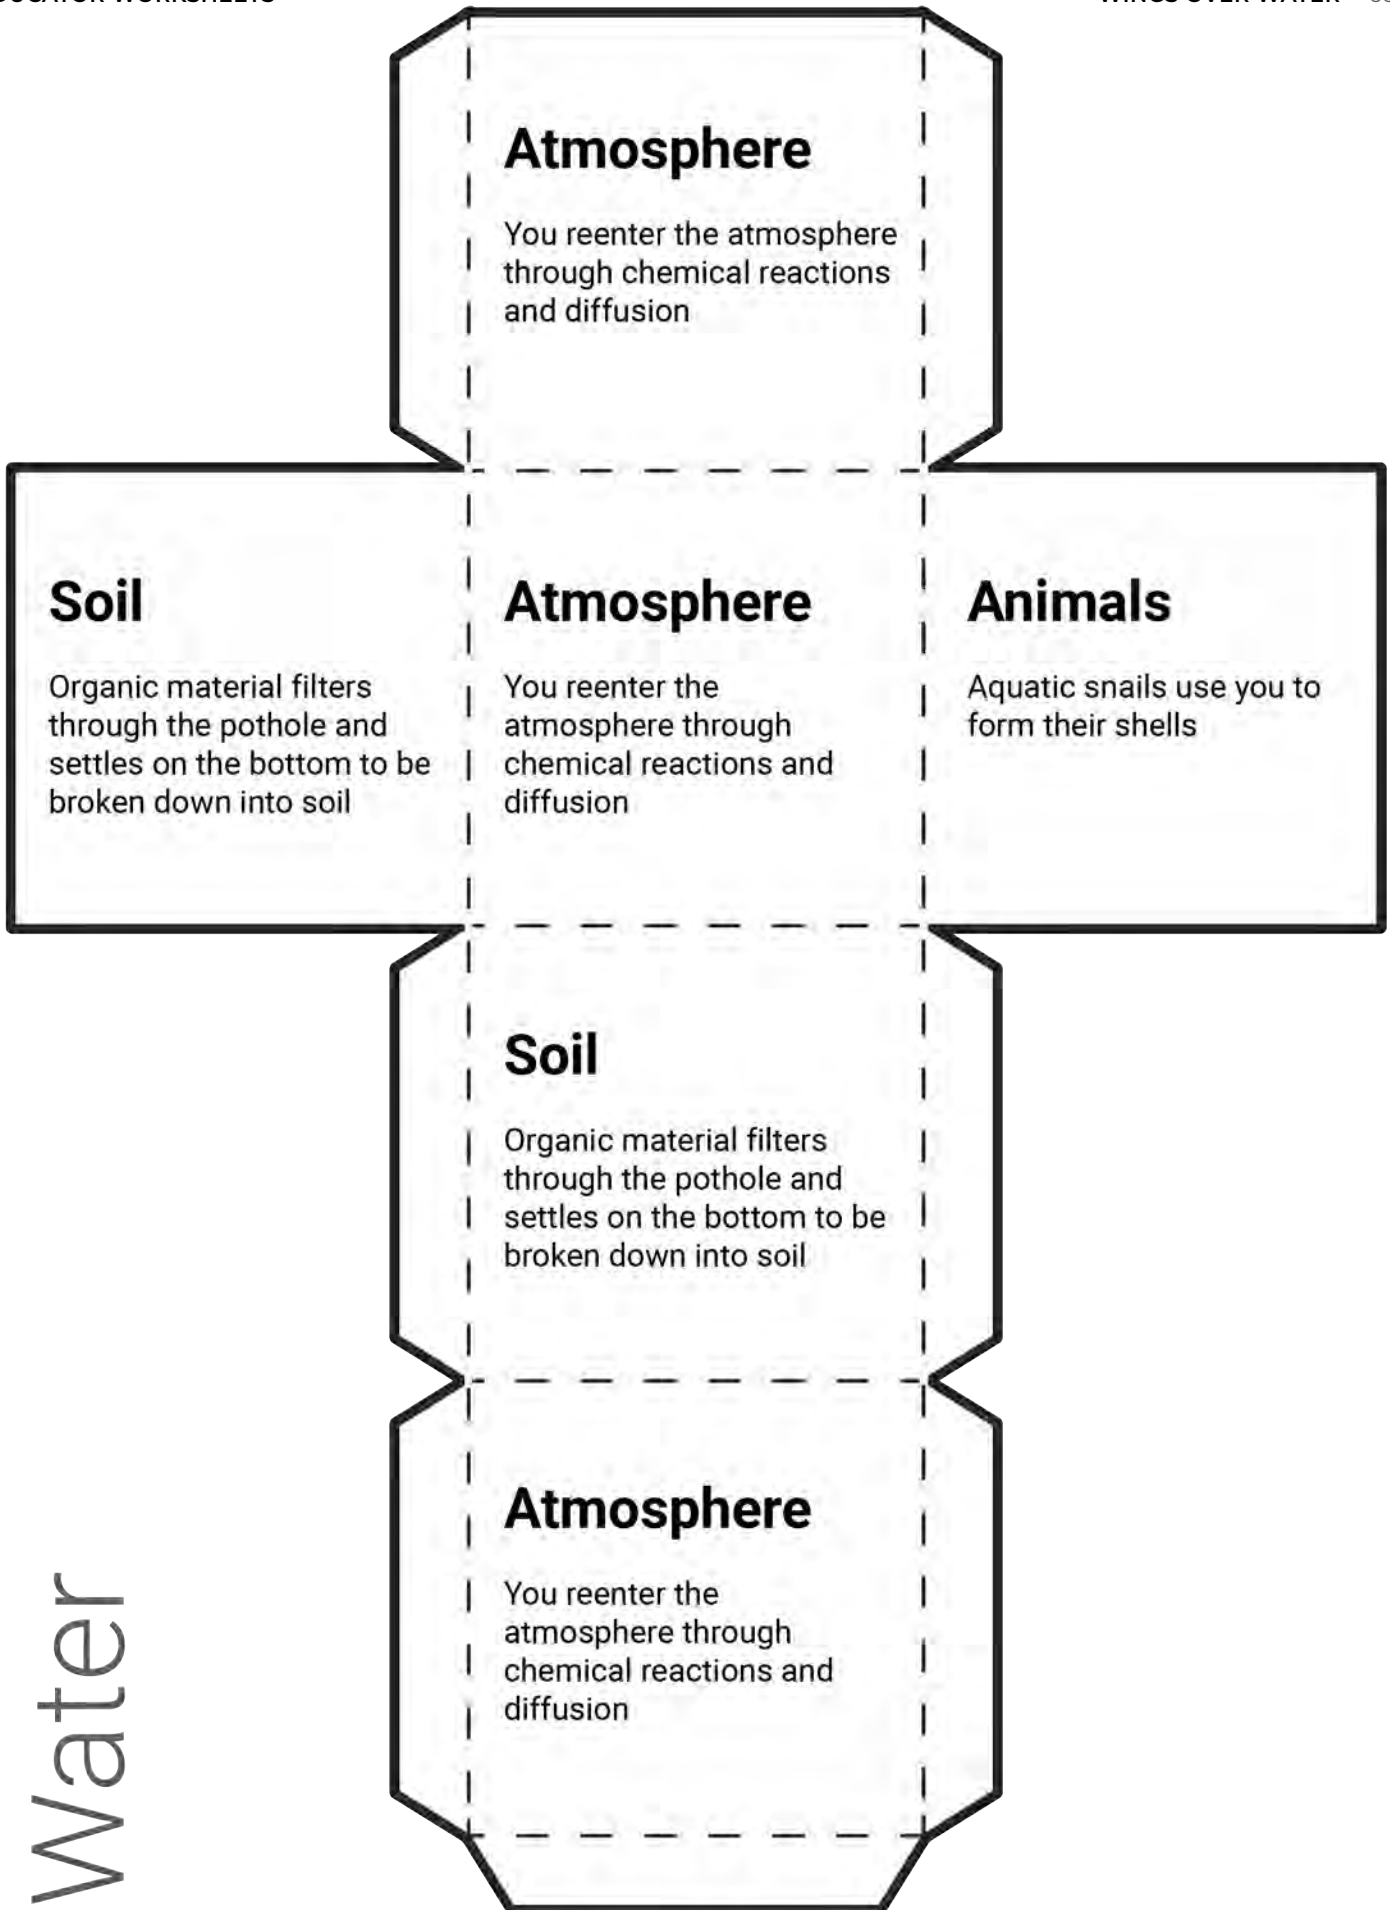 WINGS OVER WATER
Atmosphere
You reenter the atmosphere
through chemical reactions
and diffusion
Soil
Organic material filters
through the pothole and
settles on the bottom to be
broken down into soil
Atmosphere
You reenter the
atmosphere through
chemical reactions and
diffusion
Animals
Aquatic snails use you to
form their shells
Soil
Organic material filters
through the pothole and
settles on the bottom to be
broken down into soil
Atmosphere
You reenter the
atmosphere through
chemical reactions and
diffusion
Water